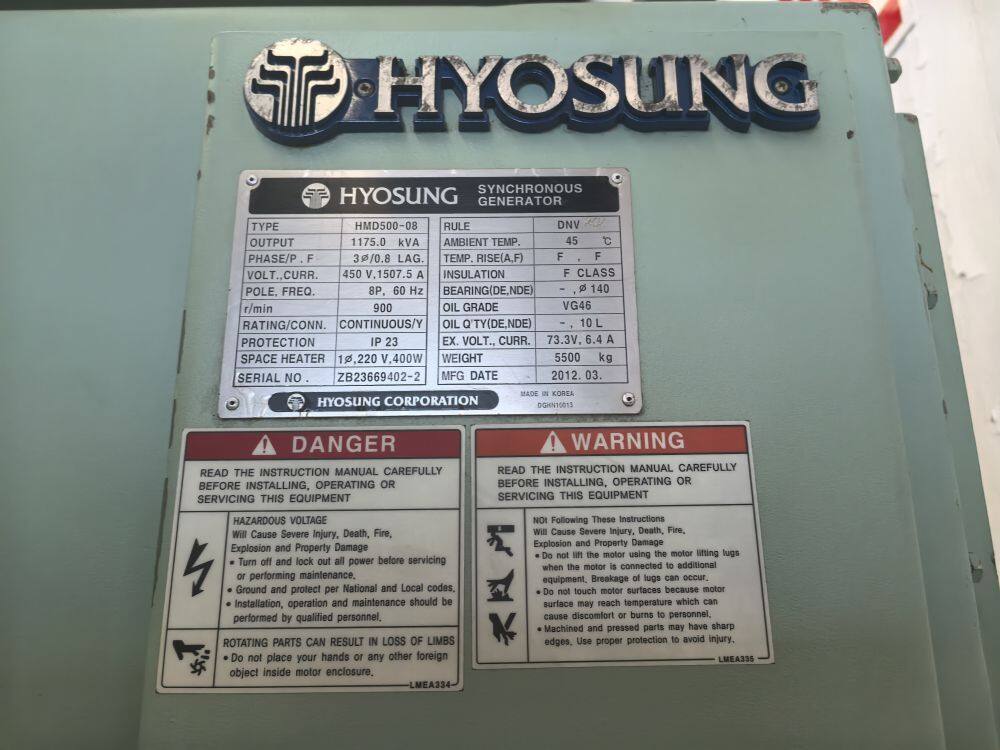 HYOSUNG
HYOSUNG SYNCHRONOUS GENERATOR
TYPE HMD500-08 RULE DNV
OUTPUT 1175.0 kVA AMBIENT TEMP. 45 ℃
PHASE/P . F 3ø/0.8 LAG. TEMP. RISE(A,F) F , F
VOLT.,CURR. 450 V,1507.5 A INSULATION F CLASS
POLE, FREQ. 8P, 60 Hz BEARING(DE,NDE) - , ø 140
r/min 900 OIL GRADE VG46
RATING/CONN. CONTINUOUS/Y OIL Q'TY(DE,NDE) - , 10 L
PROTECTION IP 23 EX. VOLT., CURR. 73.3V, 6.4 A
SPACE HEATER 1ø,220 V,400W WEIGHT 5500 kg
SERIAL NO . ZB23669402-2 MFG DATE 2012. 03.
HYOSUNG CORPORATION MADE IN KOREA
DGHN10013
DANGER
READ THE INSTRUCTION MANUAL CAREFULLY
BEFORE INSTALLING, OPERATING OR
SERVICING THIS EQUIPMENT
HAZARDOUS VOLTAGE
Will Cause Severe Injury, Death, Fire,
Explosion and Property Damage
• Turn off and lock out all power before servicing
or performing maintenance.
• Ground and protect per National and Local codes.
• Installation, operation and maintenance should be
performed by qualified personnel.
ROTATING PARTS CAN RESULT IN LOSS OF LIMBS
• Do not place your hands or any other foreign
object inside motor enclosure.
LMEA334
WARNING
READ THE INSTRUCTION MANUAL CAREFULLY
BEFORE INSTALLING, OPERATING OR
SERVICING THIS EQUIPMENT
NOt Following These Instructions
Will Cause Severe Injury, Death, Fire,
Explosion and Property Damage
• Do not lift the motor using the motor lifting lugs
when the motor is connected to additional
equipment. Breakage of lugs can occur.
• Do not touch motor surfaces because motor
surface may reach temperature which can
cause discomfort or burns to personnel.
• Machined and pressed parts may have sharp
edges. Use proper protection to avoid injury.
LMEA335